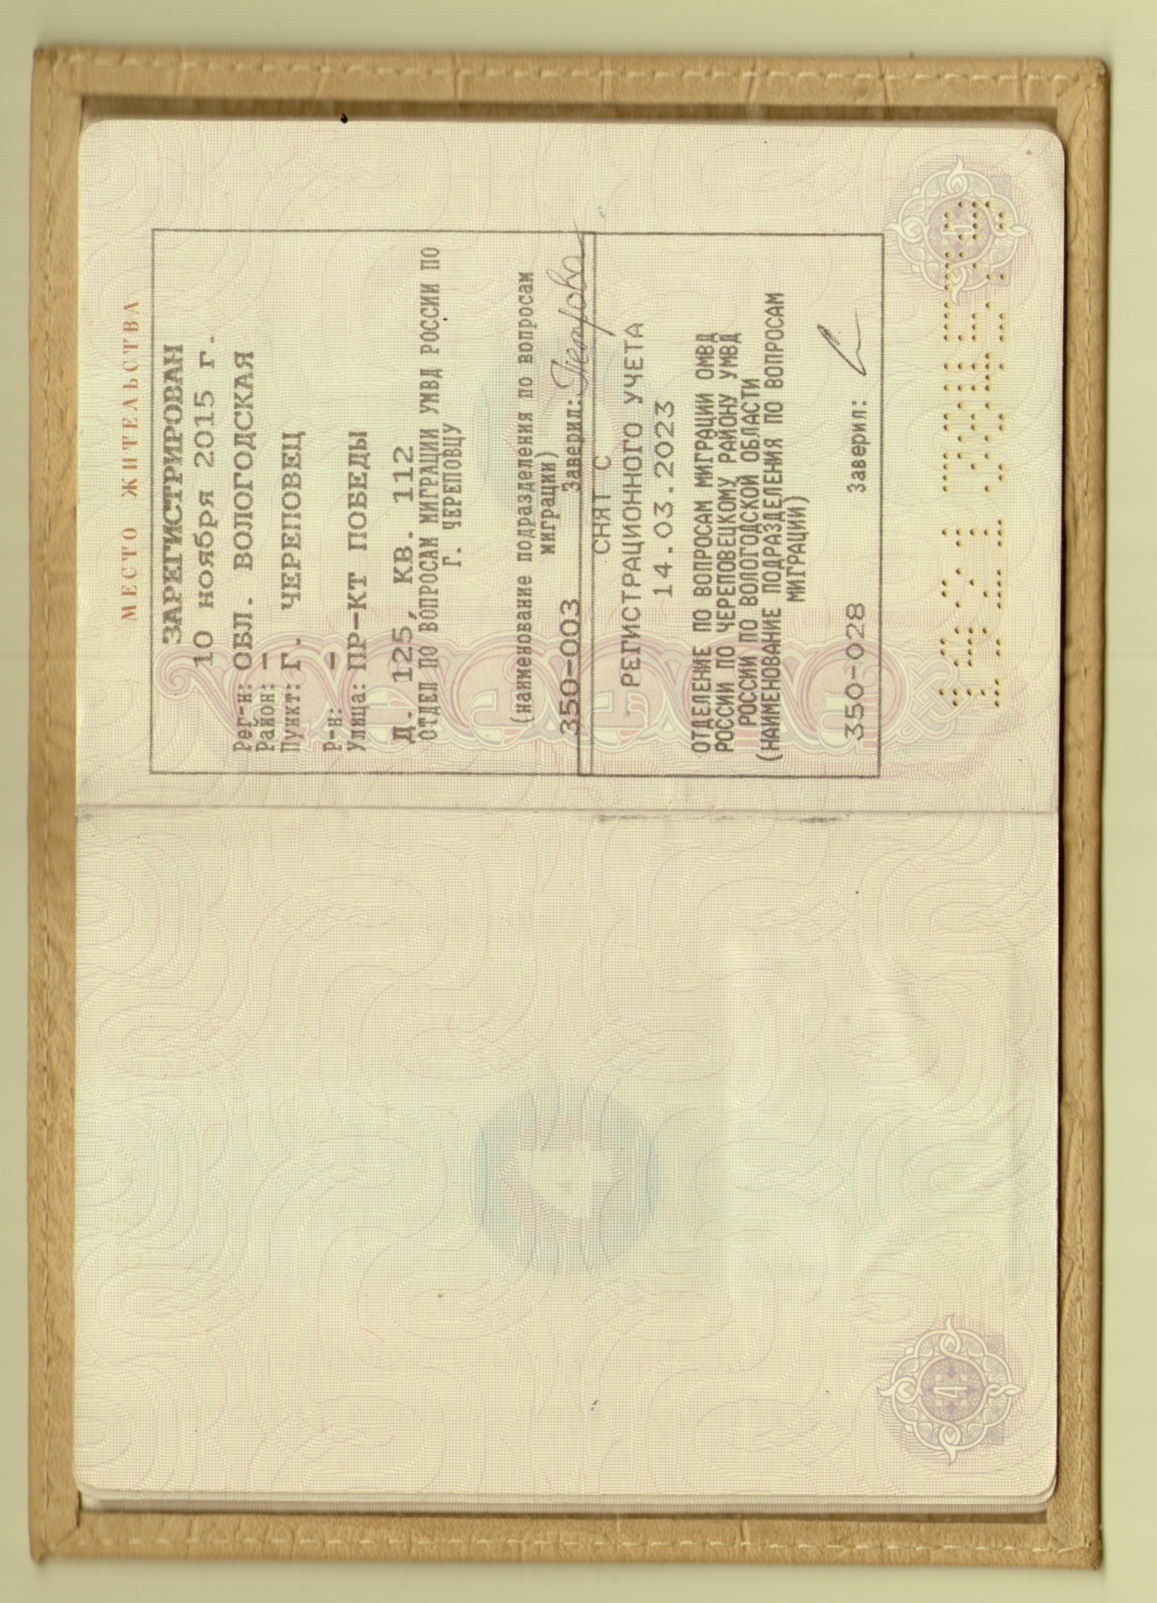 МЕСТО ЖИТЕЛЬСТВА
ЗАРЕГИСТРИРОВАН
10 ноября 2015 г.
Рег-н: ОБЛ. ВОЛОГОДСКАЯ
Район: –
Пункт: Г. ЧЕРЕПОВЕЦ
Р-н: –
Улица: ПР-КТ ПОБЕДЫ
Д. 125, КВ. 112
ОТДЕЛ ПО ВОПРОСАМ МИГРАЦИИ УМВД РОССИИ ПО
Г. ЧЕРЕПОВЦУ
(наименование подразделения по вопросам
миграции)
350-003 Заверил:
СНЯТ С
РЕГИСТРАЦИОННОГО УЧЕТА
14.03.2023
ОТДЕЛЕНИЕ ПО ВОПРОСАМ МИГРАЦИИ ОМВД
РОССИИ ПО ЧЕРЕПОВЕЦКОМУ РАЙОНУ УМВД
РОССИИ ПО ВОЛОГОДСКОЙ ОБЛАСТИ
(НАИМЕНОВАНИЕ ПОДРАЗДЕЛЕНИЯ ПО ВОПРОСАМ
МИГРАЦИИ)
350-028 Заверил:
5
4
4